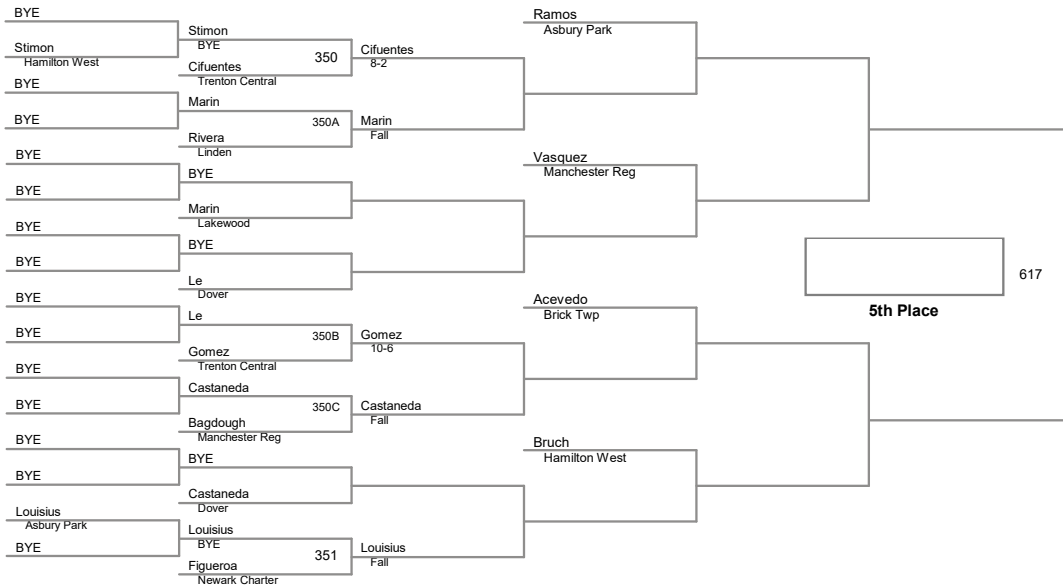 BYE
Stimon
Hamilton West
BYE
BYE
BYE
BYE
BYE
BYE
BYE
BYE
BYE
BYE
BYE
BYE
Louisius
Asbury Park
BYE
Stimon
BYE
350
Cifuentes
Trenton Central
Marin
350A
Rivera
Linden
BYE
Marin
Lakewood
BYE
Le
Dover
Le
350B
Gomez
Trenton Central
Castaneda
350C
Bagdough
Manchester Reg
BYE
Castaneda
Dover
Louisius
BYE
351
Figueroa
Newark Charter
Cifuentes
8-2
Marin
Fall
Gomez
10-6
Castaneda
Fall
Louisius
Fall
Ramos
Asbury Park
Vasquez
Manchester Reg
Acevedo
Brick Twp
Bruch
Hamilton West
617
5th Place